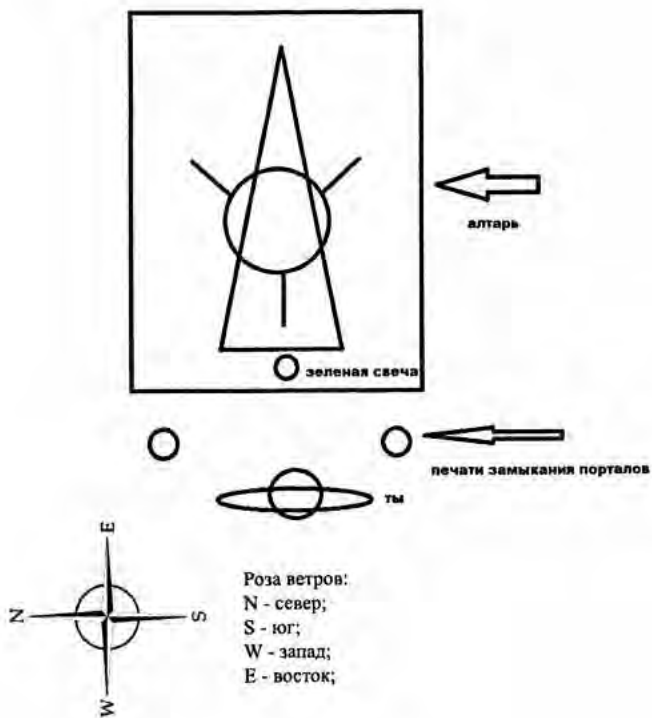 алтарь
зеленая свеча
печати замыкания порталов
ты
E
N
S
W
Роза ветров:
N - север;
S - юг;
W - запад;
E - восток;